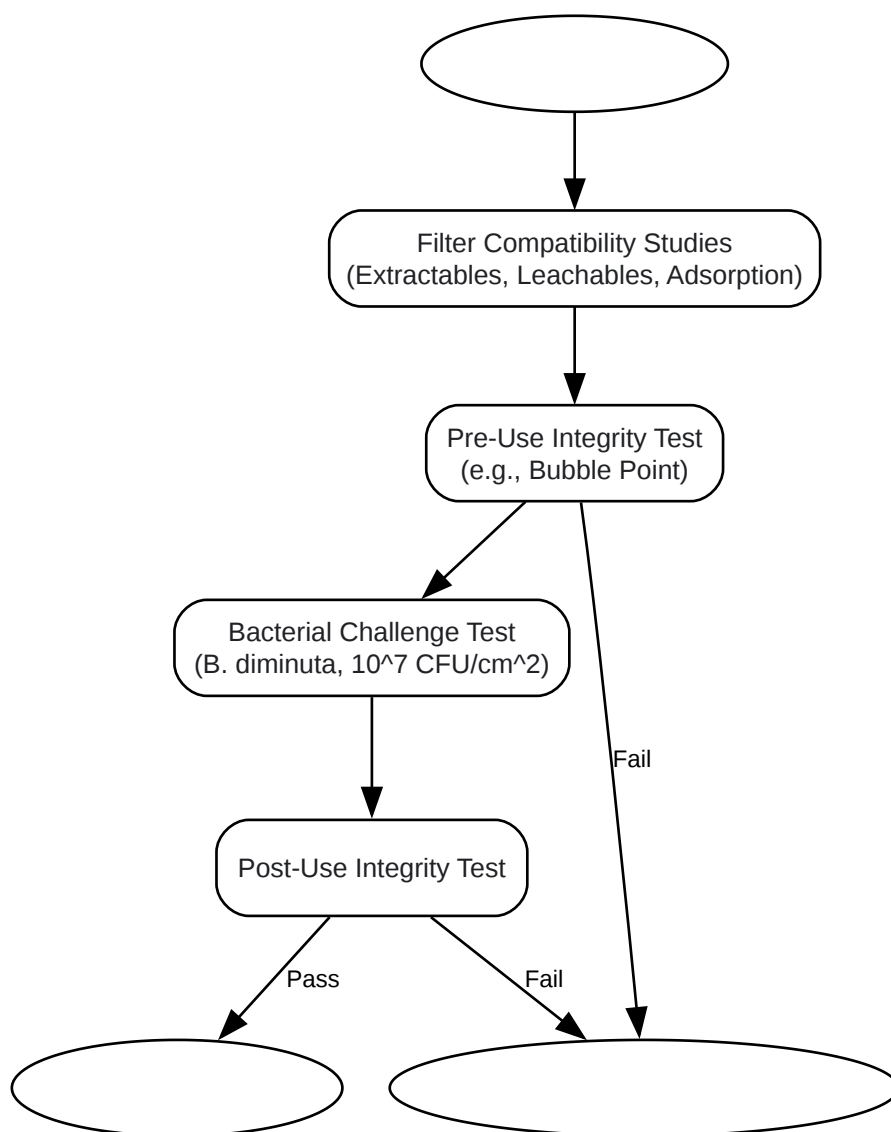 Filter Compatibility Studies
(Extractables, Leachables, Adsorption)
Pre-Use Integrity Test
(e.g., Bubble Point)
Bacterial Challenge Test
(B. diminuta, 10^7 CFU/cm^2)
Fail
Post-Use Integrity Test
Pass
Fail